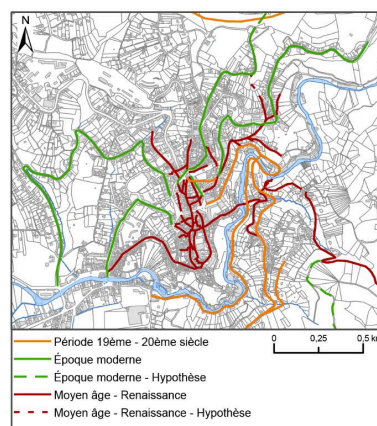 N
Période 19ème - 20ème siècle
Époque moderne
Époque moderne - Hypothèse
Moyen âge - Renaissance
Moyen âge - Renaissance - Hypothèse
0 0,25 0,5 km